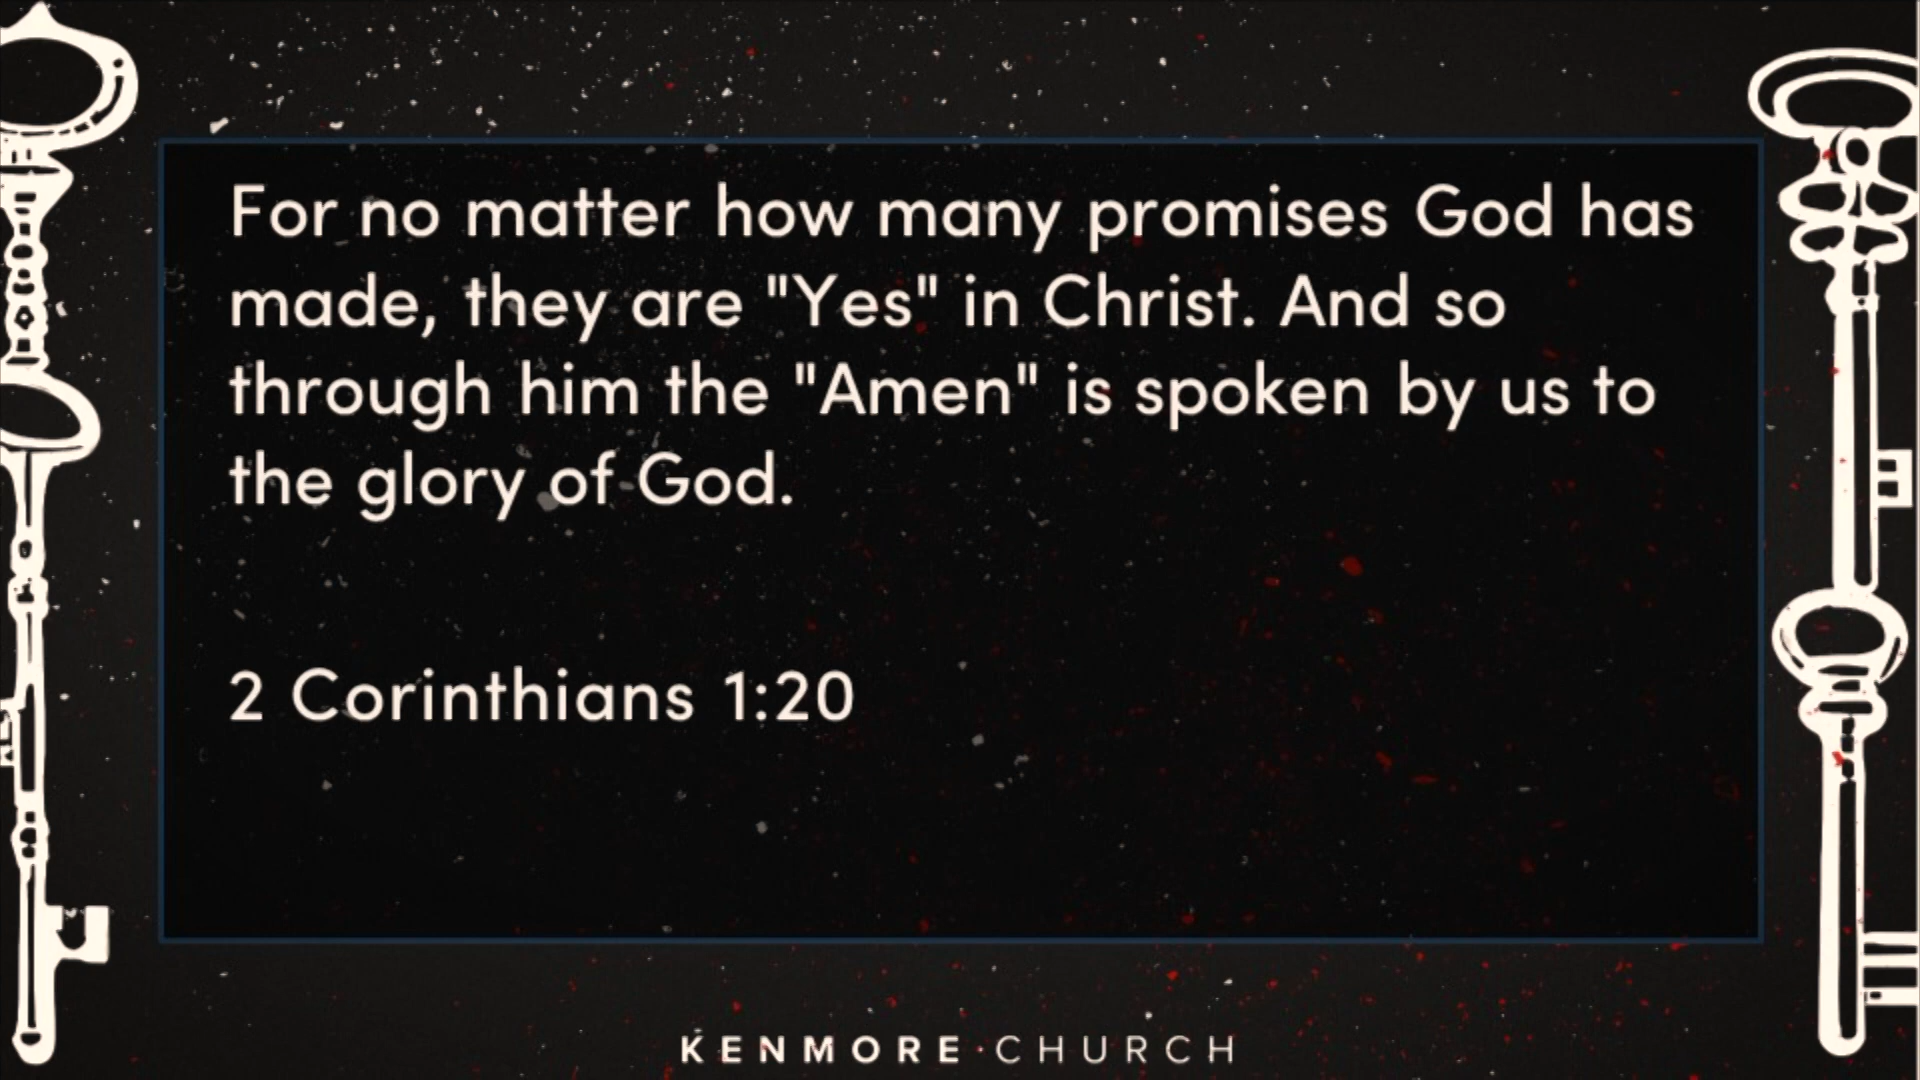 For no matter how many promises God has
made, they are "Yes" in Christ. And so
through him the "Amen" is spoken by us to
the glory of God.
2 Corinthians 1:20
KENMORE·CHURCH